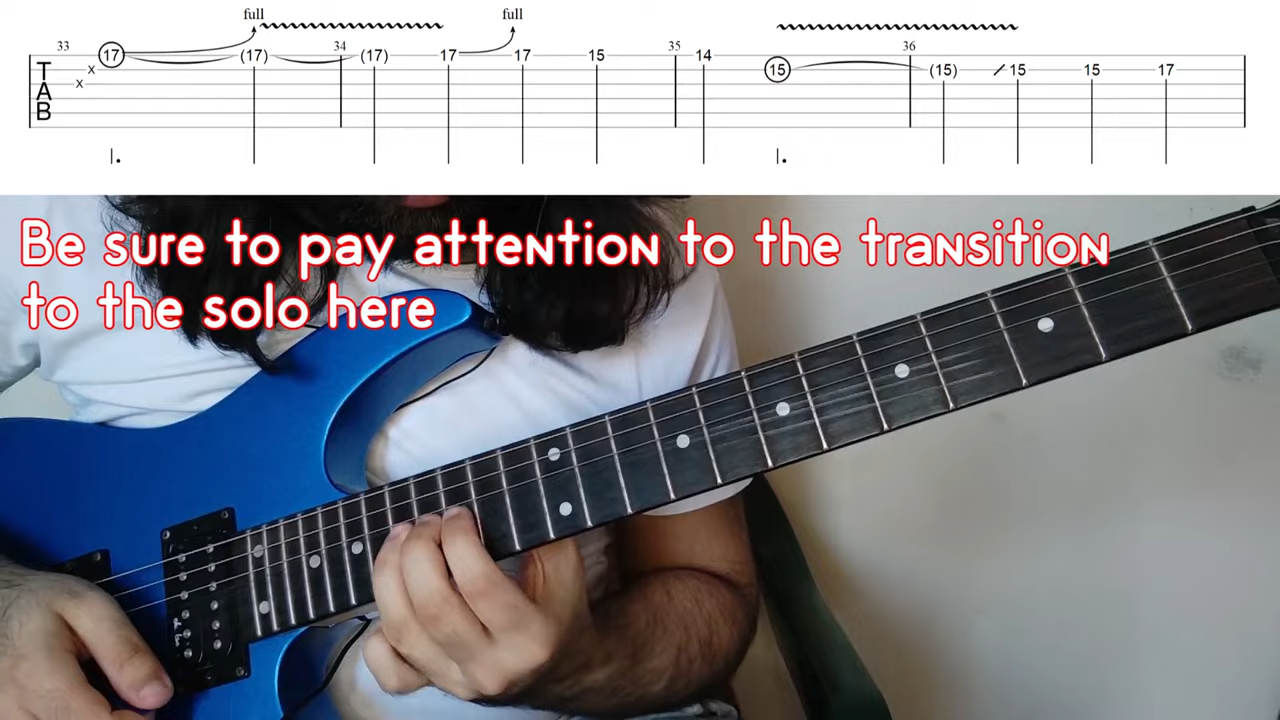 full full
33 34 35 36
17 (17) (17) 17 17 15 14
x 15 (15) 15 15 17
x
TAB
Be sure to pay attention to the transition
to the solo here